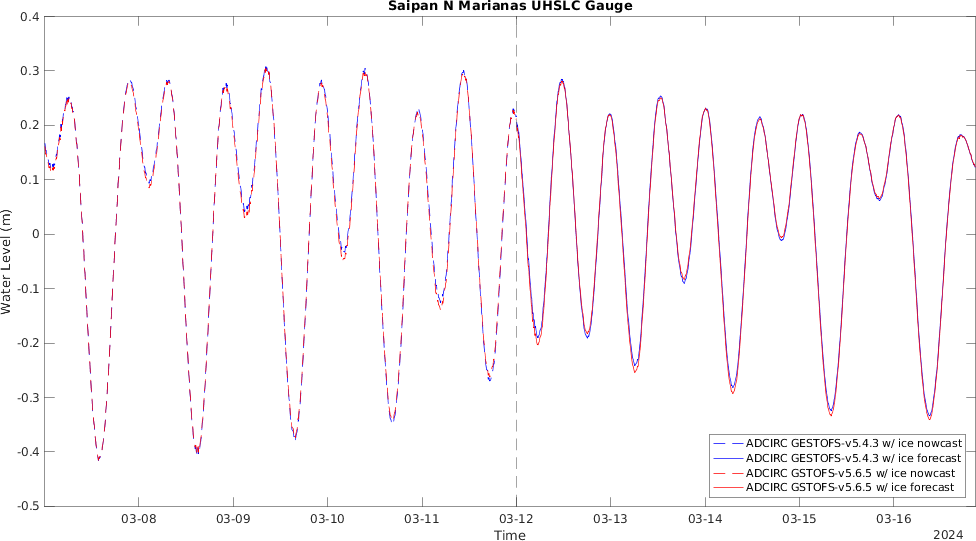 Saipan N Marianas UHSLC Gauge
0.4
0.3
0.2
0.1
0
-0.1
-0.2
-0.3
-0.4
-0.5
Water Level (m)
03-08 03-09 03-10 03-11 03-12 03-13 03-14 03-15 03-16
Time
2024
ADCIRC GESTOFS-v5.4.3 w/ ice nowcast
ADCIRC GESTOFS-v5.4.3 w/ ice forecast
ADCIRC GSTOFS-v5.6.5 w/ ice nowcast
ADCIRC GSTOFS-v5.6.5 w/ ice forecast